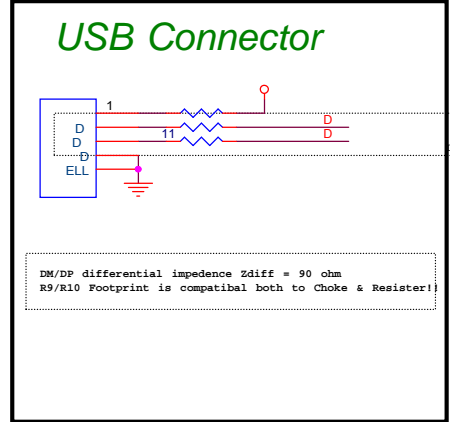 USB Connector
1
D
D
D 11
D
D
ELL
DM/DP differential impedence Zdiff = 90 ohm
R9/R10 Footprint is compatibal both to Choke & Resister!!